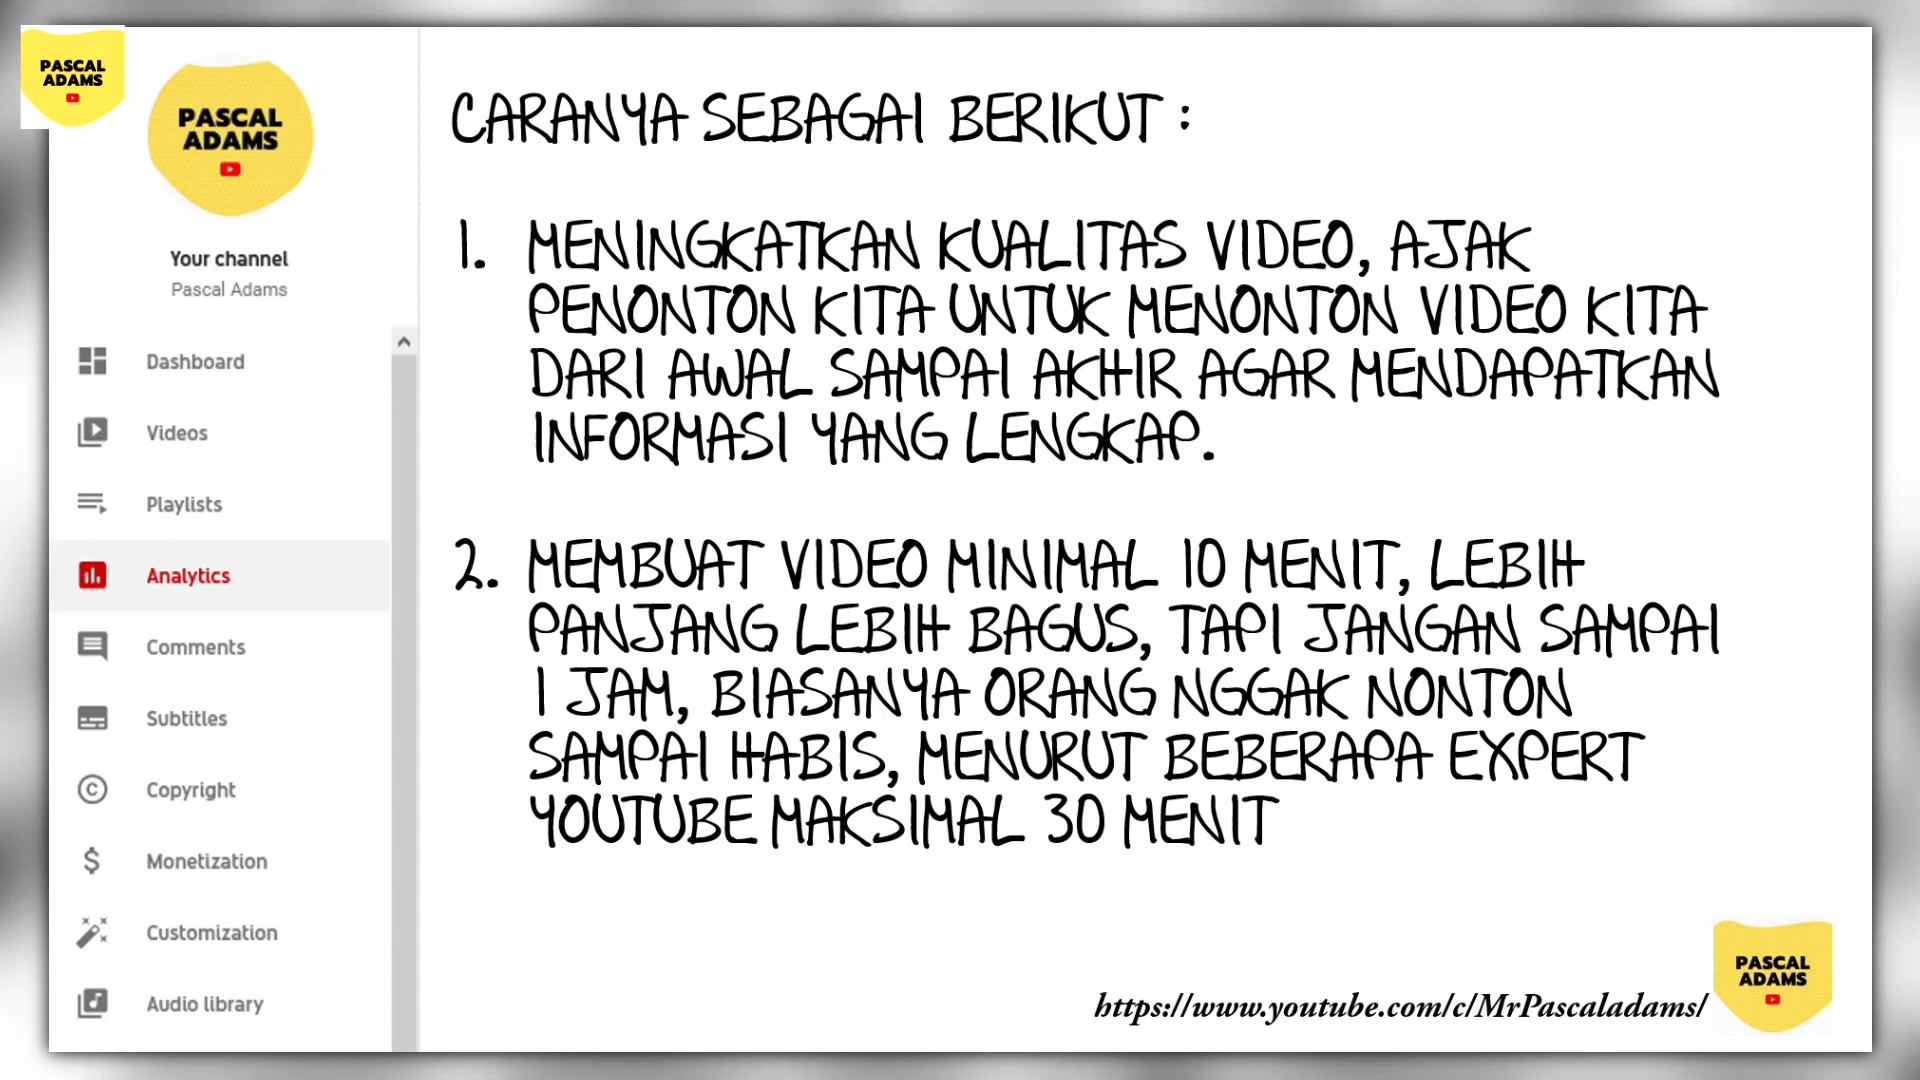 PASCAL
ADAMS
PASCAL
ADAMS
Your channel
Pascal Adams
Dashboard
Videos
Playlists
Analytics
Comments
Subtitles
Copyright
Monetization
Customization
Audio library
CARANYA SEBAGAI BERIKUT :
1. MENINGKATKAN KUALITAS VIDEO, AJAK
PENONTON KITA UNTUK MENONTON VIDEO KITA
DARI AWAL SAMPAI AKHIR AGAR MENDAPATKAN
INFORMASI YANG LENGKAP.
2. MEMBUAT VIDEO MINIMAL 10 MENIT, LEBIH
PANJANG LEBIH BAGUS, TAPI JANGAN SAMPAI
1 JAM, BIASANYA ORANG NGGAK NONTON
SAMPAI HABIS, MENURUT BEBERAPA EXPERT
YOUTUBE MAKSIMAL 30 MENIT
https://www.youtube.com/c/MrPascaladams/
PASCAL
ADAMS